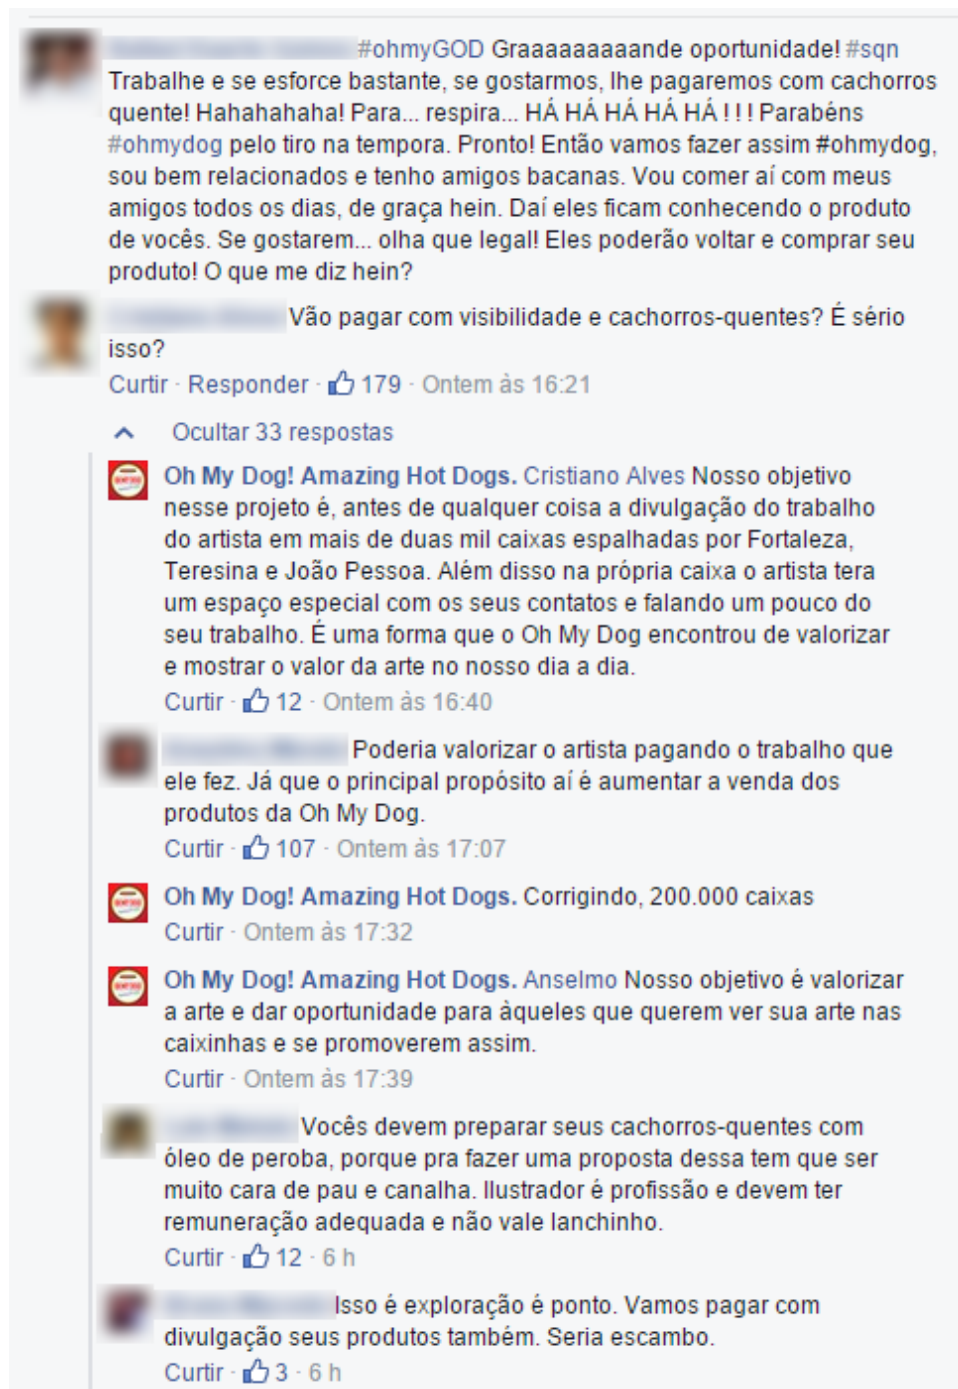 #ohmyGOD Graaaaaaaaande oportunidade! #sqn
Trabalhe e se esforce bastante, se gostarmos, lhe pagaremos com cachorros
quente! Hahahahaha! Para... respira... HÁ HÁ HÁ HÁ HÁ ! ! ! Parabéns
#ohmydog pelo tiro na tempora. Pronto! Então vamos fazer assim #ohmydog,
sou bem relacionados e tenho amigos bacanas. Vou comer aí com meus
amigos todos os dias, de graça hein. Daí eles ficam conhecendo o produto
de vocês. Se gostarem... olha que legal! Eles poderão voltar e comprar seu
produto! O que me diz hein?
Vão pagar com visibilidade e cachorros-quentes? É sério
isso?
Curtir · Responder · 179 · Ontem às 16:21
Ocultar 33 respostas
Oh My Dog! Amazing Hot Dogs. Cristiano Alves Nosso objetivo
nesse projeto é, antes de qualquer coisa a divulgação do trabalho
do artista em mais de duas mil caixas espalhadas por Fortaleza,
Teresina e João Pessoa. Além disso na própria caixa o artista tera
um espaço especial com os seus contatos e falando um pouco do
seu trabalho. É uma forma que o Oh My Dog encontrou de valorizar
e mostrar o valor da arte no nosso dia a dia.
Curtir · 12 · Ontem às 16:40
Poderia valorizar o artista pagando o trabalho que
ele fez. Já que o principal propósito aí é aumentar a venda dos
produtos da Oh My Dog.
Curtir · 107 · Ontem às 17:07
Oh My Dog! Amazing Hot Dogs. Corrigindo, 200.000 caixas
Curtir · Ontem às 17:32
Oh My Dog! Amazing Hot Dogs. Anselmo Nosso objetivo é valorizar
a arte e dar oportunidade para àqueles que querem ver sua arte nas
caixinhas e se promoverem assim.
Curtir · Ontem às 17:39
Vocês devem preparar seus cachorros-quentes com
óleo de peroba, porque pra fazer uma proposta dessa tem que ser
muito cara de pau e canalha. Ilustrador é profissão e devem ter
remuneração adequada e não vale lanchinho.
Curtir · 12 · 6 h
Isso é exploração é ponto. Vamos pagar com
divulgação seus produtos também. Seria escambo.
Curtir · 3 · 6 h